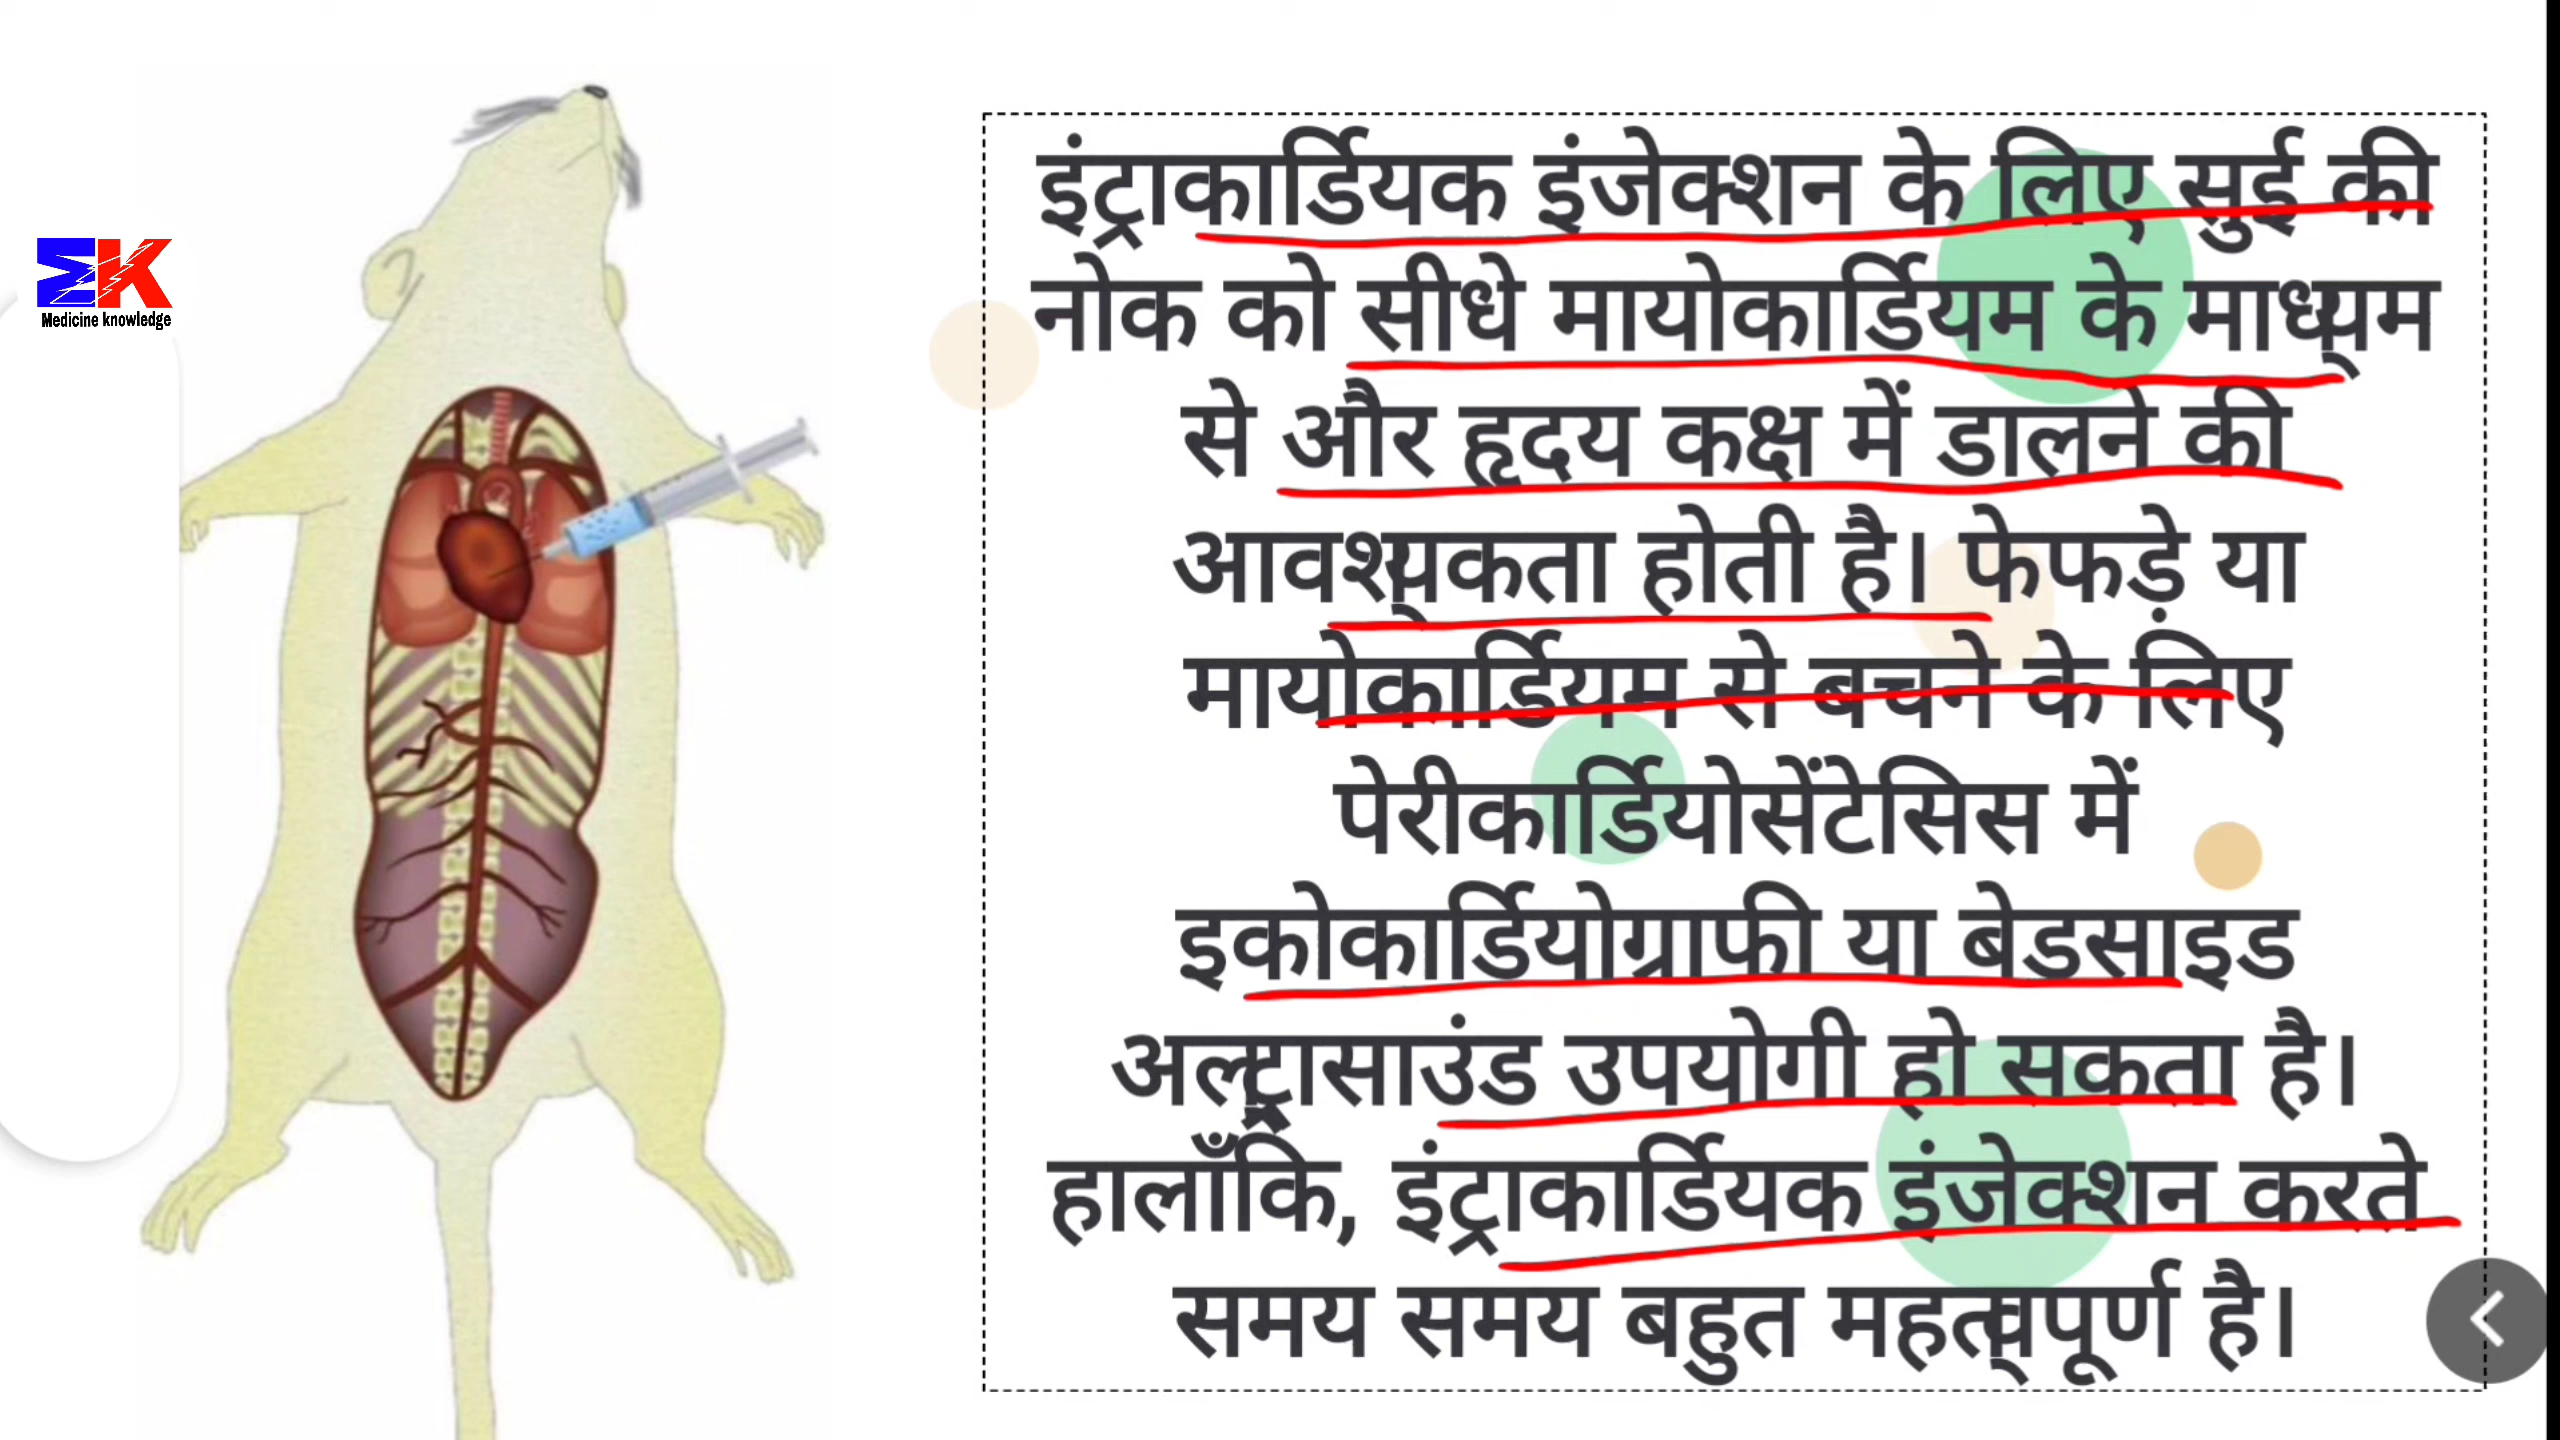 Medicine knowledge
इंट्राकार्डियक इंजेक्शन के लिए सुई की
नोक को सीधे मायोकार्डियम के माध्यम
से और हृदय कक्ष में डालने की
आवश्यकता होती है। फेफड़े या
मायोकार्डियम से बचने के लिए
पेरीकार्डियोसेंटेसिस में
इकोकार्डियोग्राफी या बेडसाइड
अल्ट्रासाउंड उपयोगी हो सकता है।
हालाँकि, इंट्राकार्डियक इंजेक्शन करते
समय समय बहुत महत्वपूर्ण है।